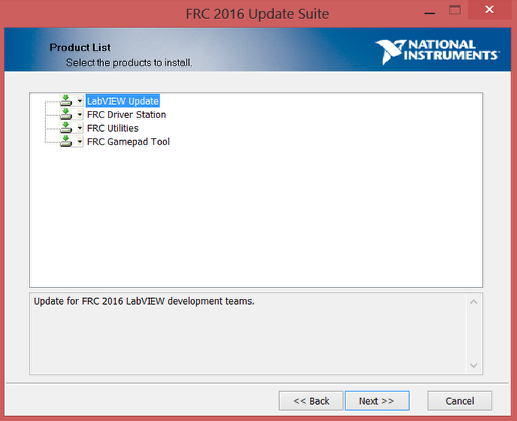 FRC 2016 Update Suite
Product List
Select the products to install.
NATIONAL
INSTRUMENTS
LabVIEW Update
FRC Driver Station
FRC Utilities
FRC Gamepad Tool
Update for FRC 2016 LabVIEW development teams.
<< Back
Next >>
Cancel